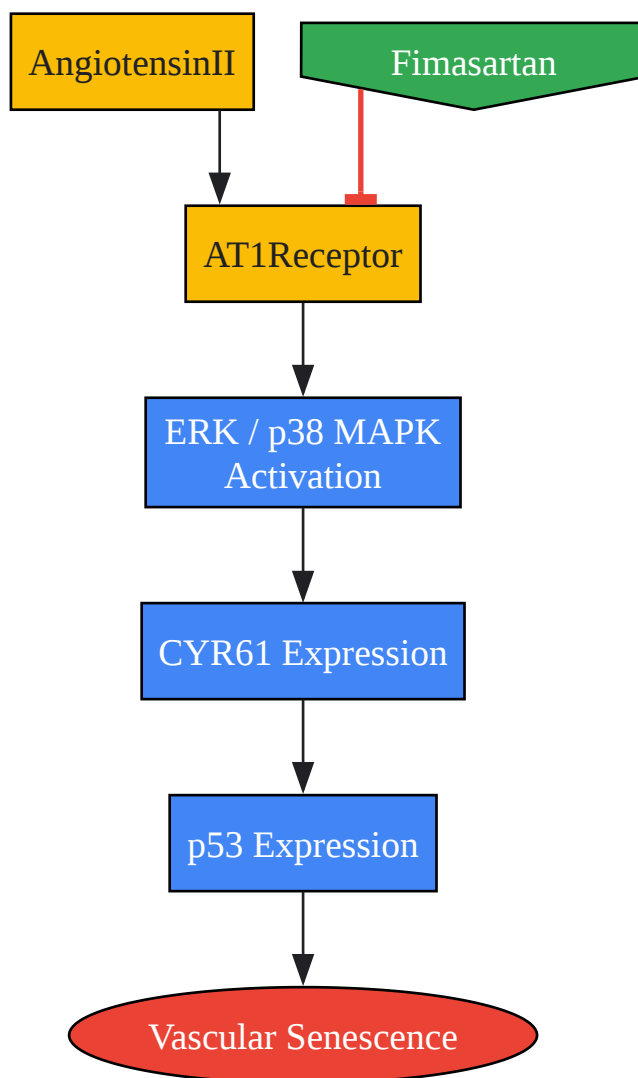 AngiotensinII
Fimasartan
AT1Receptor
ERK / p38 MAPK
Activation
CYR61 Expression
p53 Expression
Vascular Senescence